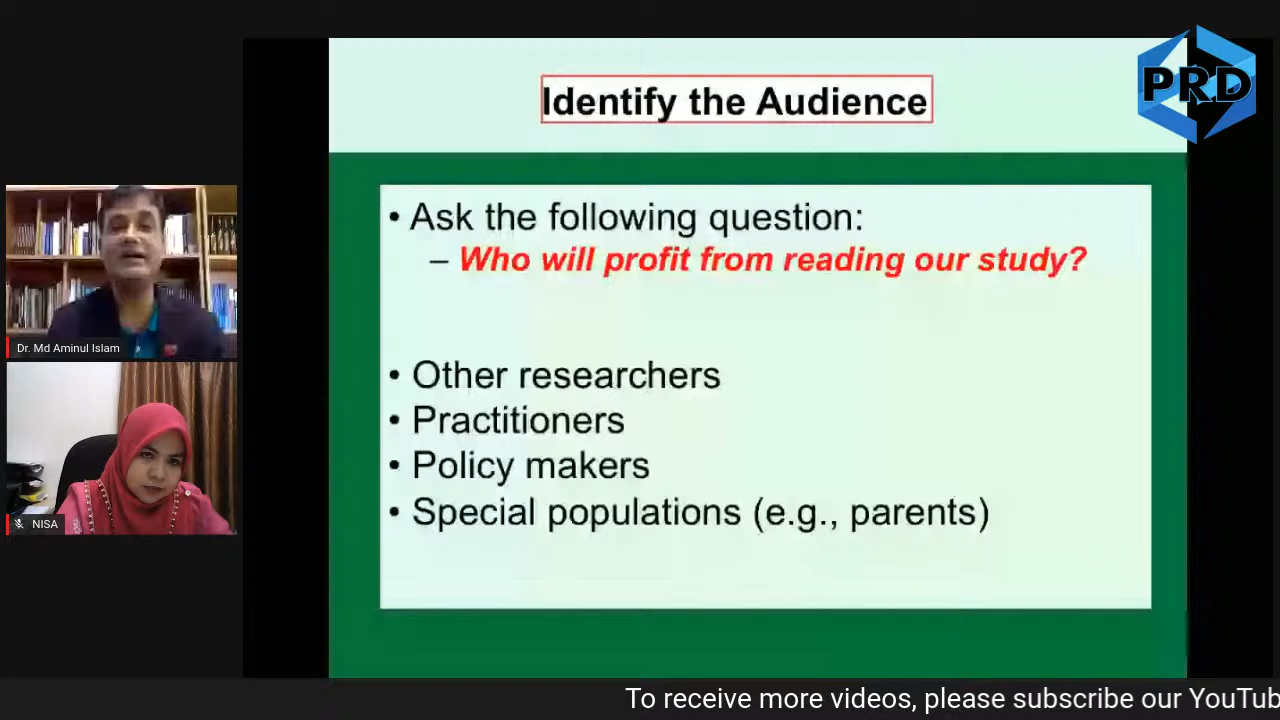 PRD
Identify the Audience
• Ask the following question:
– Who will profit from reading our study?
• Other researchers
• Practitioners
• Policy makers
• Special populations (e.g., parents)
Dr. Md Aminul Islam
NISA
To receive more videos, please subscribe our YouTub